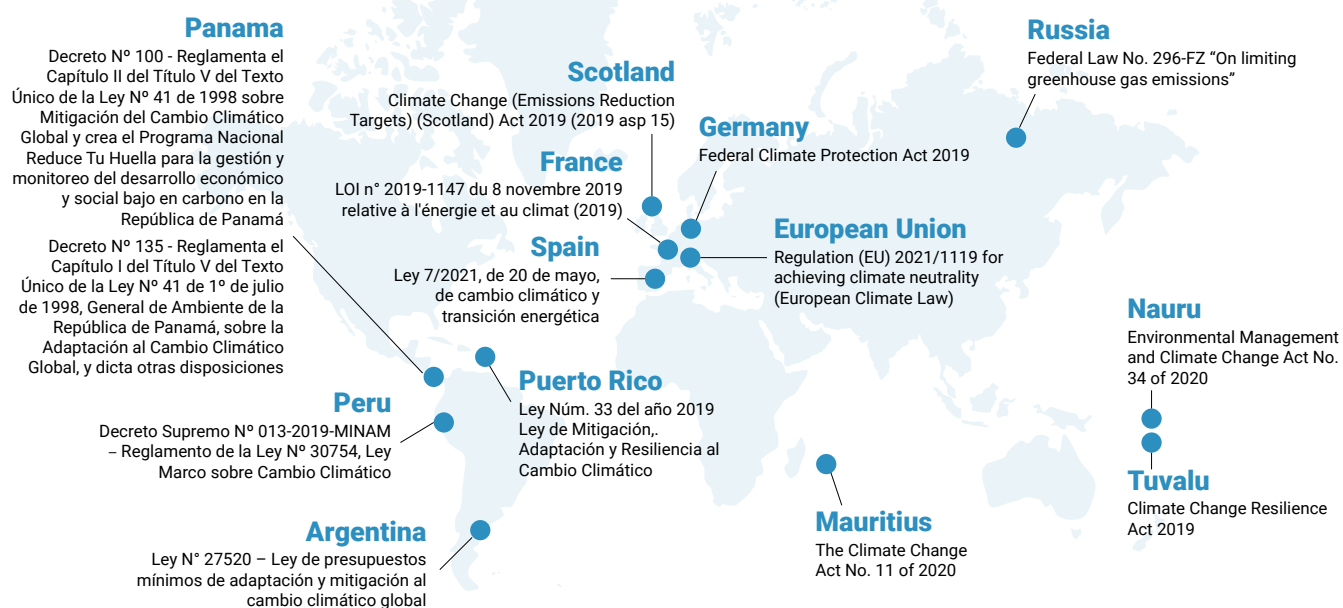 Panama
Decreto Nº 100 - Reglamenta el
Capítulo II del Título V del Texto
Único de la Ley Nº 41 de 1998 sobre
Mitigación del Cambio Climático
Global y crea el Programa Nacional
Reduce Tu Huella para la gestión y
monitoreo del desarrollo económico
y social bajo en carbono en la
República de Panamá
Decreto Nº 135 - Reglamenta el
Capítulo I del Título V del Texto
Único de la Ley Nº 41 de 1º de julio
de 1998, General de Ambiente de la
República de Panamá, sobre la
Adaptación al Cambio Climático
Global, y dicta otras disposiciones
Scotland
Climate Change (Emissions Reduction
Targets) (Scotland) Act 2019 (2019 asp 15)
France
LOI n° 2019-1147 du 8 novembre 2019
relative à l'énergie et au climat (2019)
Spain
Ley 7/2021, de 20 de mayo,
de cambio climático y
transición energética
Germany
Federal Climate Protection Act 2019
European Union
Regulation (EU) 2021/1119 for
achieving climate neutrality
(European Climate Law)
Russia
Federal Law No. 296-FZ “On limiting
greenhouse gas emissions”
Nauru
Environmental Management
and Climate Change Act No.
34 of 2020
Tuvalu
Climate Change Resilience
Act 2019
Puerto Rico
Ley Núm. 33 del año 2019
Ley de Mitigación,.
Adaptación y Resiliencia al
Cambio Climático
Peru
Decreto Supremo Nº 013-2019-MINAM
– Reglamento de la Ley Nº 30754, Ley
Marco sobre Cambio Climático
Mauritius
The Climate Change
Act No. 11 of 2020
Argentina
Ley N° 27520 – Ley de presupuestos
mínimos de adaptación y mitigación al
cambio climático global